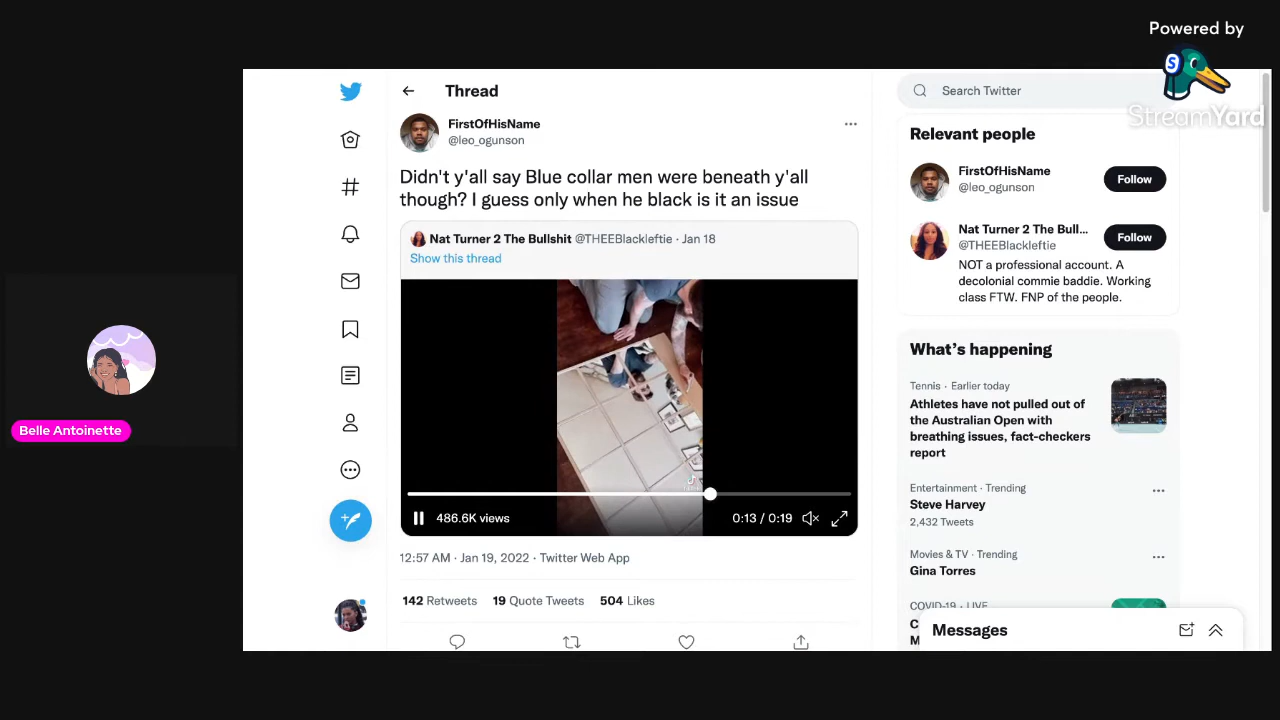 Powered by
StreamYard
Thread
Search Twitter
FirstOfHisName
@leo_ogunson
Didn't y'all say Blue collar men were beneath y'all
though? I guess only when he black is it an issue
Nat Turner 2 The Bullshit @THEEBlackleftie · Jan 18
Show this thread
486.6K views
0:13 / 0:19
12:57 AM · Jan 19, 2022 · Twitter Web App
142 Retweets 19 Quote Tweets 504 Likes
Relevant people
FirstOfHisName
@leo_ogunson
Follow
Nat Turner 2 The Bull...
@THEEBlackleftie
Follow
NOT a professional account. A
decolonial commie baddie. Working
class FTW. FNP of the people.
What's happening
Tennis · Earlier today
Athletes have not pulled out of
the Australian Open with
breathing issues, fact-checkers
report
Entertainment · Trending
Steve Harvey
2,432 Tweets
Movies & TV · Trending
Gina Torres
COVID-19 · LIVE
Messages
Belle Antoinette